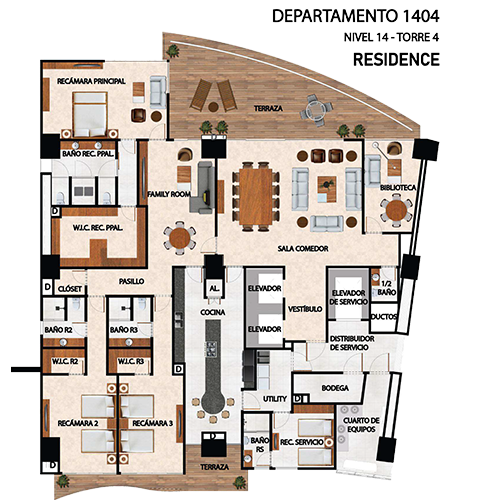 DEPARTAMENTO 1404
NIVEL 14 - TORRE 4
RESIDENCE
RECÁMARA PRINCIPAL
TERRAZA
BAÑO REC. PPAL.
FAMILY ROOM
BIBLIOTECA
D
W.I.C. REC. PPAL.
SALA COMEDOR
PASILLO
D
CLÓSET
AL.
ELEVADOR
ELEVADOR
DE SERVICIO
1/2
BAÑO
D
BAÑO R2
BAÑO R3
COCINA
VESTÍBULO
DUCTOS
ELEVADOR
DISTRIBUIDOR
DE SERVICIO
W.I.C. R2
W.I.C. R3
D
BODEGA
UTILITY
D
RECÁMARA 2
RECÁMARA 3
CUARTO DE
EQUIPOS
BAÑO
RS
REC. SERVICIO
D
D
TERRAZA